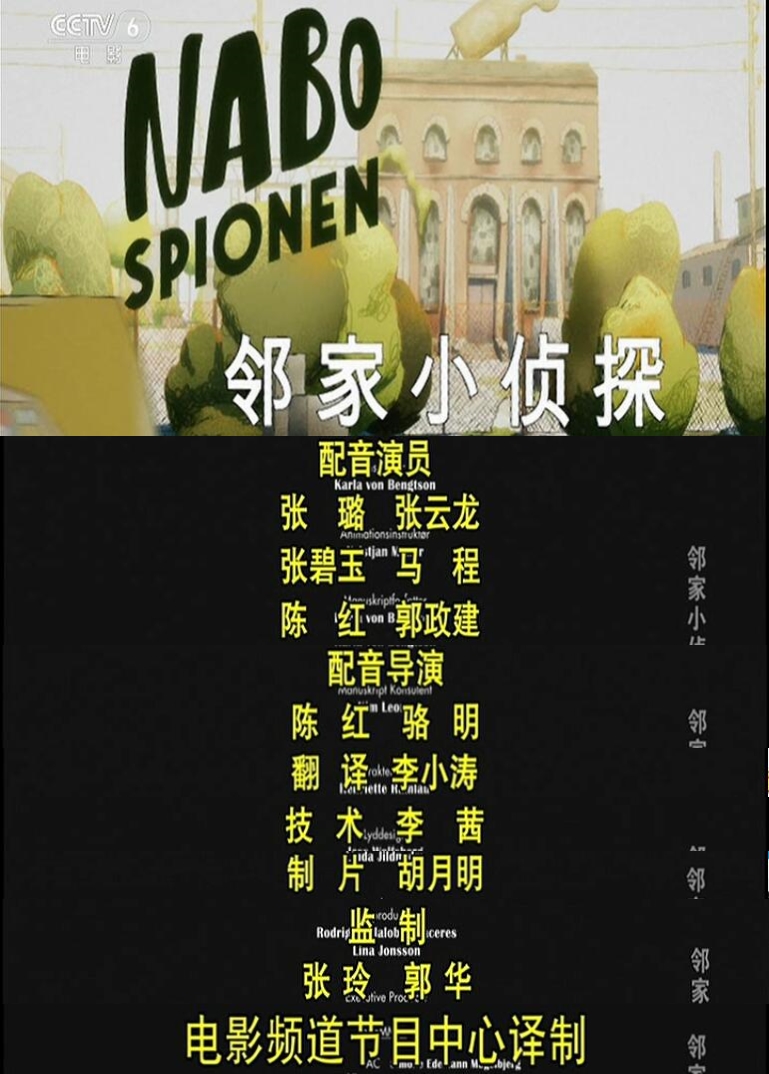 CCTV 6
电影
NABO
SPIONEN
邻家小侦探
配音演员
Karla von Bengtson
张 璐 张云龙
Animationsinstruktør
张碧玉 马 程
陈 红 郭政建
邻家小
配音导演
Manuskript Konsulent
陈 红 骆 明
邻
翻 译 李小涛
技 术 李 茜
制 片 胡月明
邻
监 制
Lina Jonsson
张 玲 郭 华
邻家
电影频道节目中心译制
邻